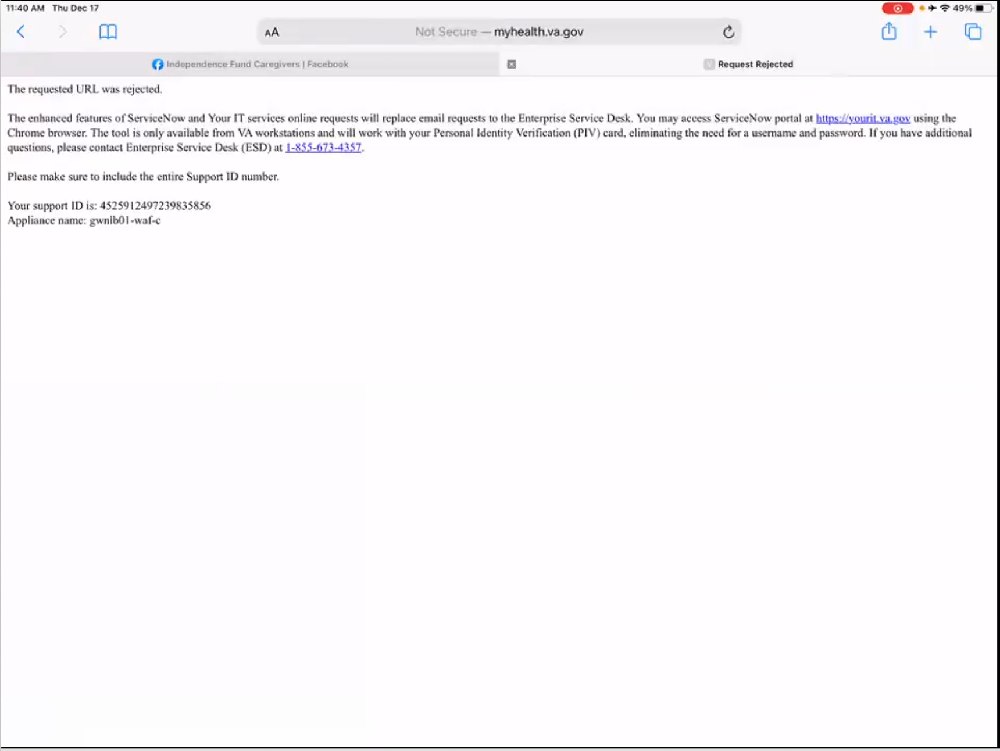 11:40 AM Thu Dec 17
49%
AA
Not Secure — myhealth.va.gov
Independence Fund Caregivers | Facebook
Request Rejected
The requested URL was rejected.
The enhanced features of ServiceNow and Your IT services online requests will replace email requests to the Enterprise Service Desk. You may access ServiceNow portal at https://yourit.va.gov using the
Chrome browser. The tool is only available from VA workstations and will work with your Personal Identity Verification (PIV) card, eliminating the need for a username and password. If you have additional
questions, please contact Enterprise Service Desk (ESD) at 1-855-673-4357.
Please make sure to include the entire Support ID number.
Your support ID is: 4525912497239835856
Appliance name: gwnlb01-waf-c